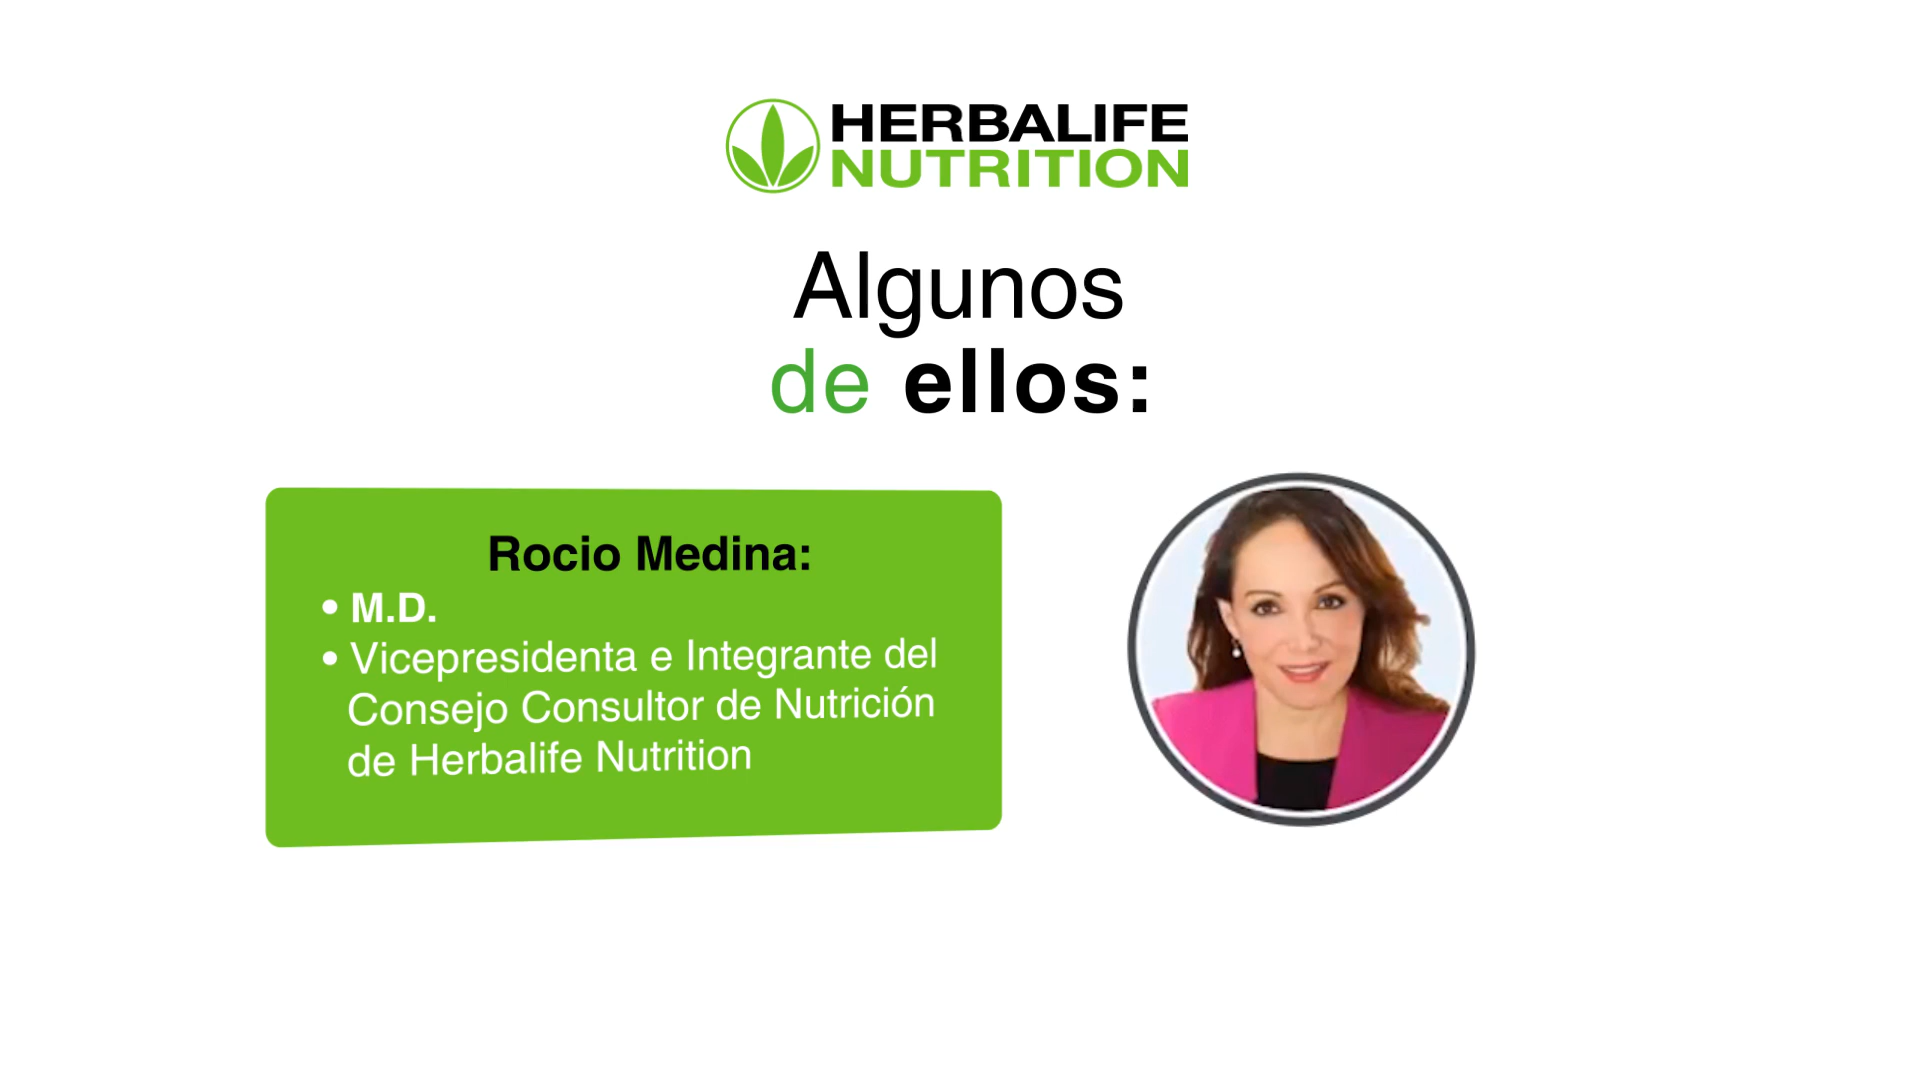 HERBALIFE
NUTRITION
Algunos
de ellos:
Rocio Medina:
• M.D.
• Vicepresidenta e Integrante del
Consejo Consultor de Nutrición
de Herbalife Nutrition